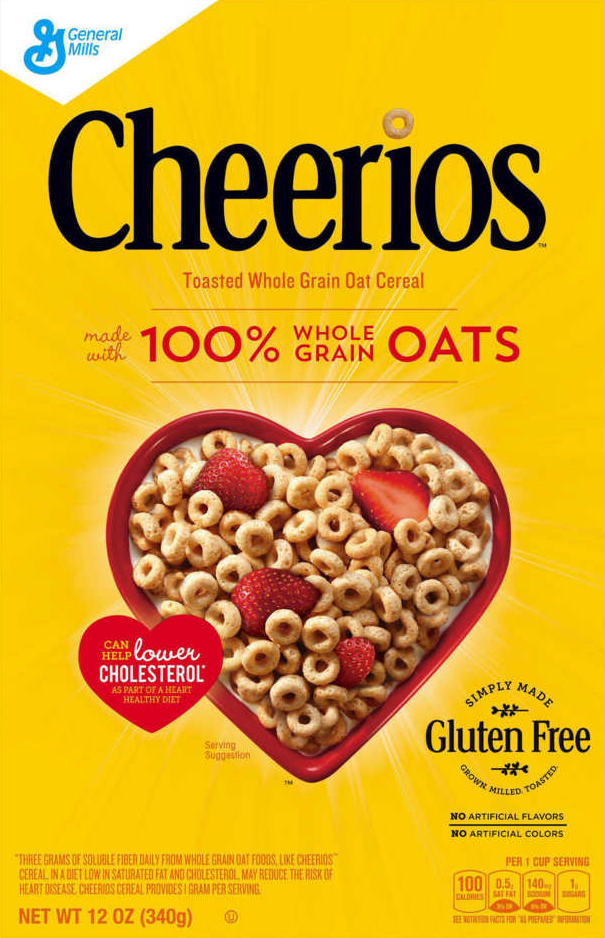 General
Mills
Cheerios
TM
Toasted Whole Grain Oat Cereal
made
with
100% WHOLE
GRAIN OATS
CAN
HELP lower
CHOLESTEROL*
AS PART OF A HEART
HEALTHY DIET
Serving
Suggestion
TM
SIMPLY MADE
Gluten Free
GROWN. MILLED. TOASTED.
NO ARTIFICIAL FLAVORS
NO ARTIFICIAL COLORS
*THREE GRAMS OF SOLUBLE FIBER DAILY FROM WHOLE GRAIN OAT FOODS, LIKE CHEERIOS™
CEREAL, IN A DIET LOW IN SATURATED FAT AND CHOLESTEROL, MAY REDUCE THE RISK OF
HEART DISEASE. CHEERIOS CEREAL PROVIDES 1 GRAM PER SERVING.
NET WT 12 OZ (340g)
U
PER 1 CUP SERVING
100
CALORIES
0.5g
SAT FAT
3% DV
140mg
SODIUM
6% DV
1g
SUGARS
SEE NUTRITION FACTS FOR "AS PREPARED" INFORMATION